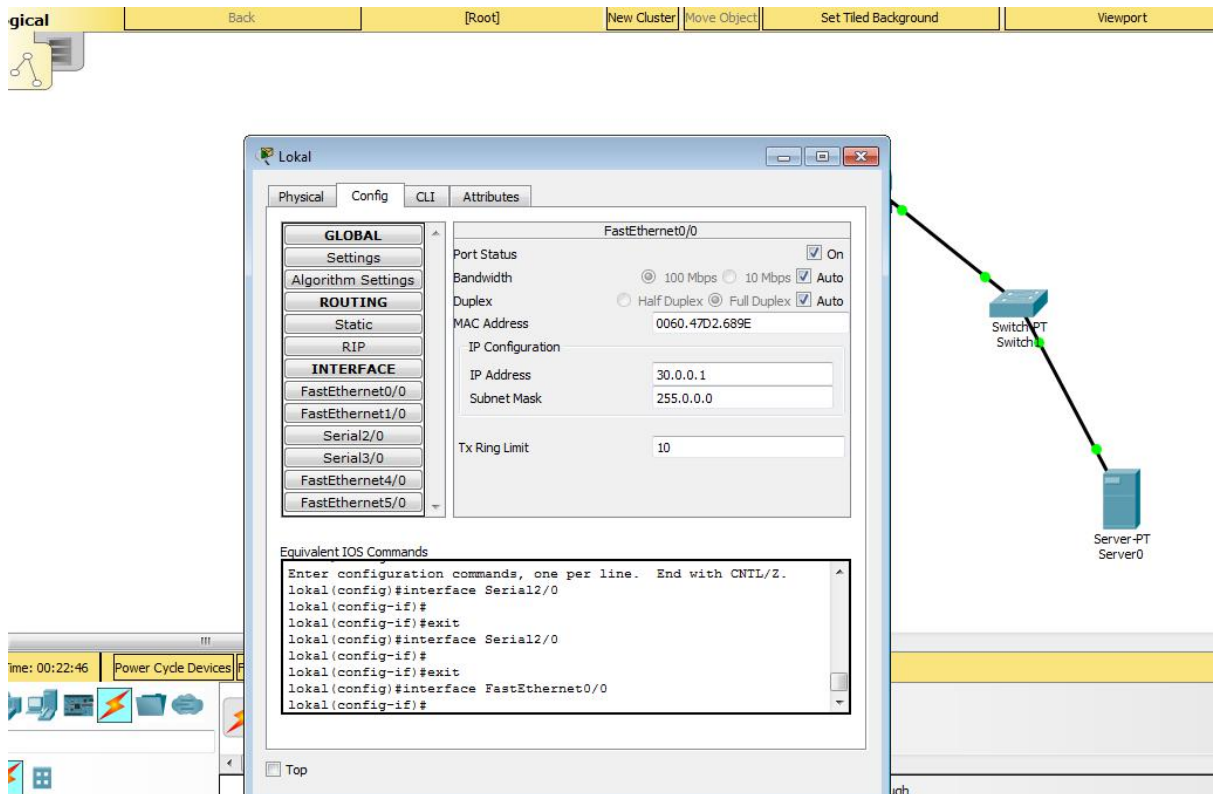 gical Back [Root] New Cluster Move Object Set Tiled Background Viewport
Lokal
Physical Config CLI Attributes
GLOBAL
Settings
Algorithm Settings
ROUTING
Static
RIP
INTERFACE
FastEthernet0/0
FastEthernet1/0
Serial2/0
Serial3/0
FastEthernet4/0
FastEthernet5/0
FastEthernet0/0
Port Status On
Bandwidth 100 Mbps 10 Mbps Auto
Duplex Half Duplex Full Duplex Auto
MAC Address 0060.47D2.689E
IP Configuration
IP Address 30.0.0.1
Subnet Mask 255.0.0.0
Tx Ring Limit 10
Equivalent IOS Commands
Enter configuration commands, one per line. End with CNTL/Z.
lokal(config)#interface Serial2/0
lokal(config-if)#
lokal(config-if)#exit
lokal(config)#interface Serial2/0
lokal(config-if)#
lokal(config-if)#exit
lokal(config)#interface FastEthernet0/0
lokal(config-if)#
Top
Switch-PT
Server-PT
Server0
Time: 00:22:46 Power Cycle Devices